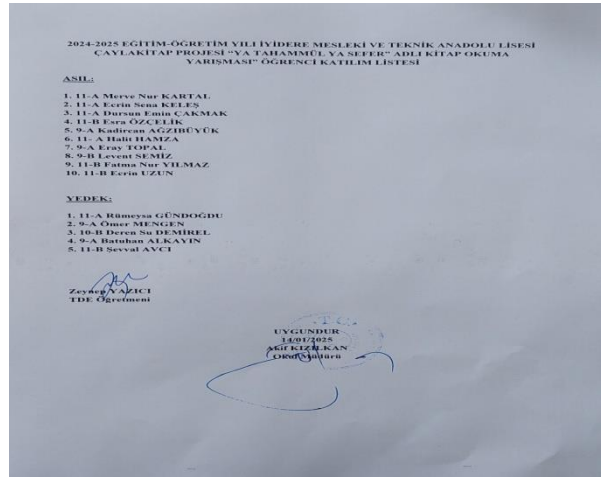 2024-2025 EĞİTİM-ÖĞRETİM YILI İYİDERE MESLEKİ VE TEKNİK ANADOLU LİSESİ
ÇAYLAKİTAP PROJESİ “YA TAHAMMÜL YA SEFER” ADLI KİTAP OKUMA
YARIŞMASI” ÖĞRENCİ KATILIM LİSTESİ
ASIL:
1. 11-A Merve Nur KARTAL
2. 11-A Ecrin Sena KELEŞ
3. 11-A Dursun Emin ÇAKMAK
4. 11-B Esra ÖZÇELİK
5. 9-A Kadircan AĞZIBÜYÜK
6. 11- A Halit HAMZA
7. 9-A Eray TOPAL
8. 9-B Levent SEMİZ
9. 11-B Fatma Nur YILMAZ
10. 11-B Ecrin UZUN
YEDEK:
1. 11-A Rümeysa GÜNDOĞDU
2. 9-A Ömer MENGEN
3. 10-B Deren Su DEMİREL
4. 9-A Batuhan ALKAYIN
5. 11-B Şevval AVCI
Zeynep YAZICI
TDE Öğretmeni
T.C.
UYGUNDUR
14/01/2025
Akif KIZILKAN
Okul Müdürü